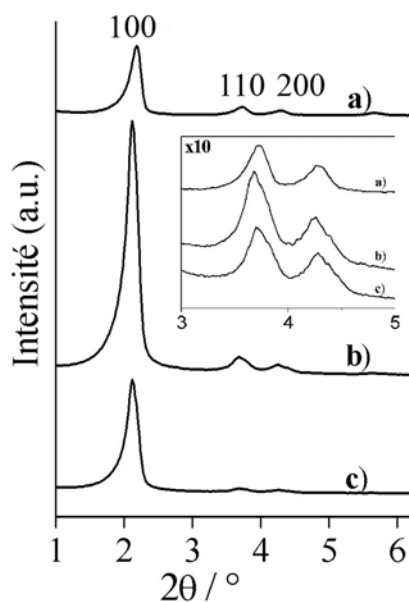 100
110 200
a)
x10
a)
b)
c)
3 4 5
b)
c)
1 2 3 4 5 6
2θ / °
Intensité (a.u.)